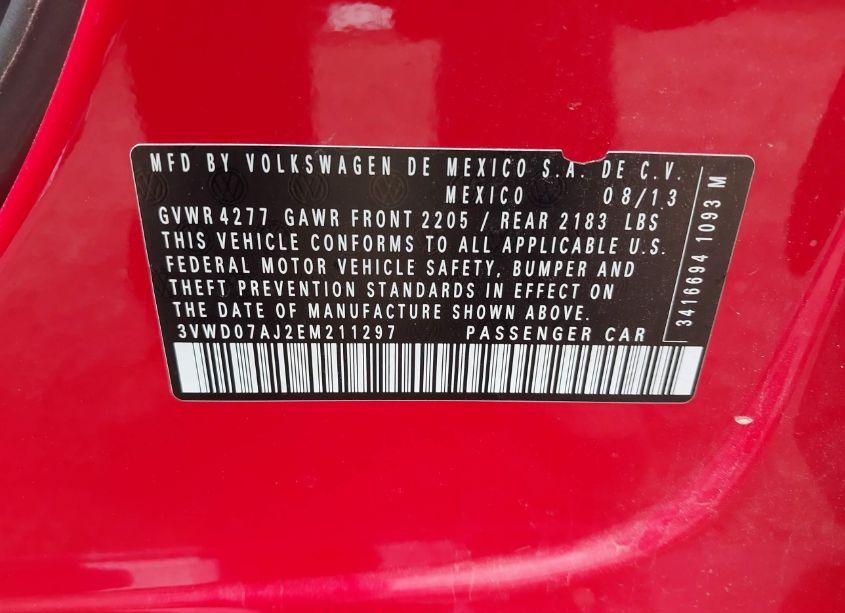 MFD BY VOLKSWAGEN DE MEXICO S.A. DE C.V.
MEXICO 08/13
GVWR 4277 GAWR FRONT 2205 / REAR 2183 LBS
THIS VEHICLE CONFORMS TO ALL APPLICABLE U.S.
FEDERAL MOTOR VEHICLE SAFETY, BUMPER AND
THEFT PREVENTION STANDARDS IN EFFECT ON
THE DATE OF MANUFACTURE SHOWN ABOVE.
3VWD07AJ2EM211297 PASSENGER CAR
3416694 1093 M